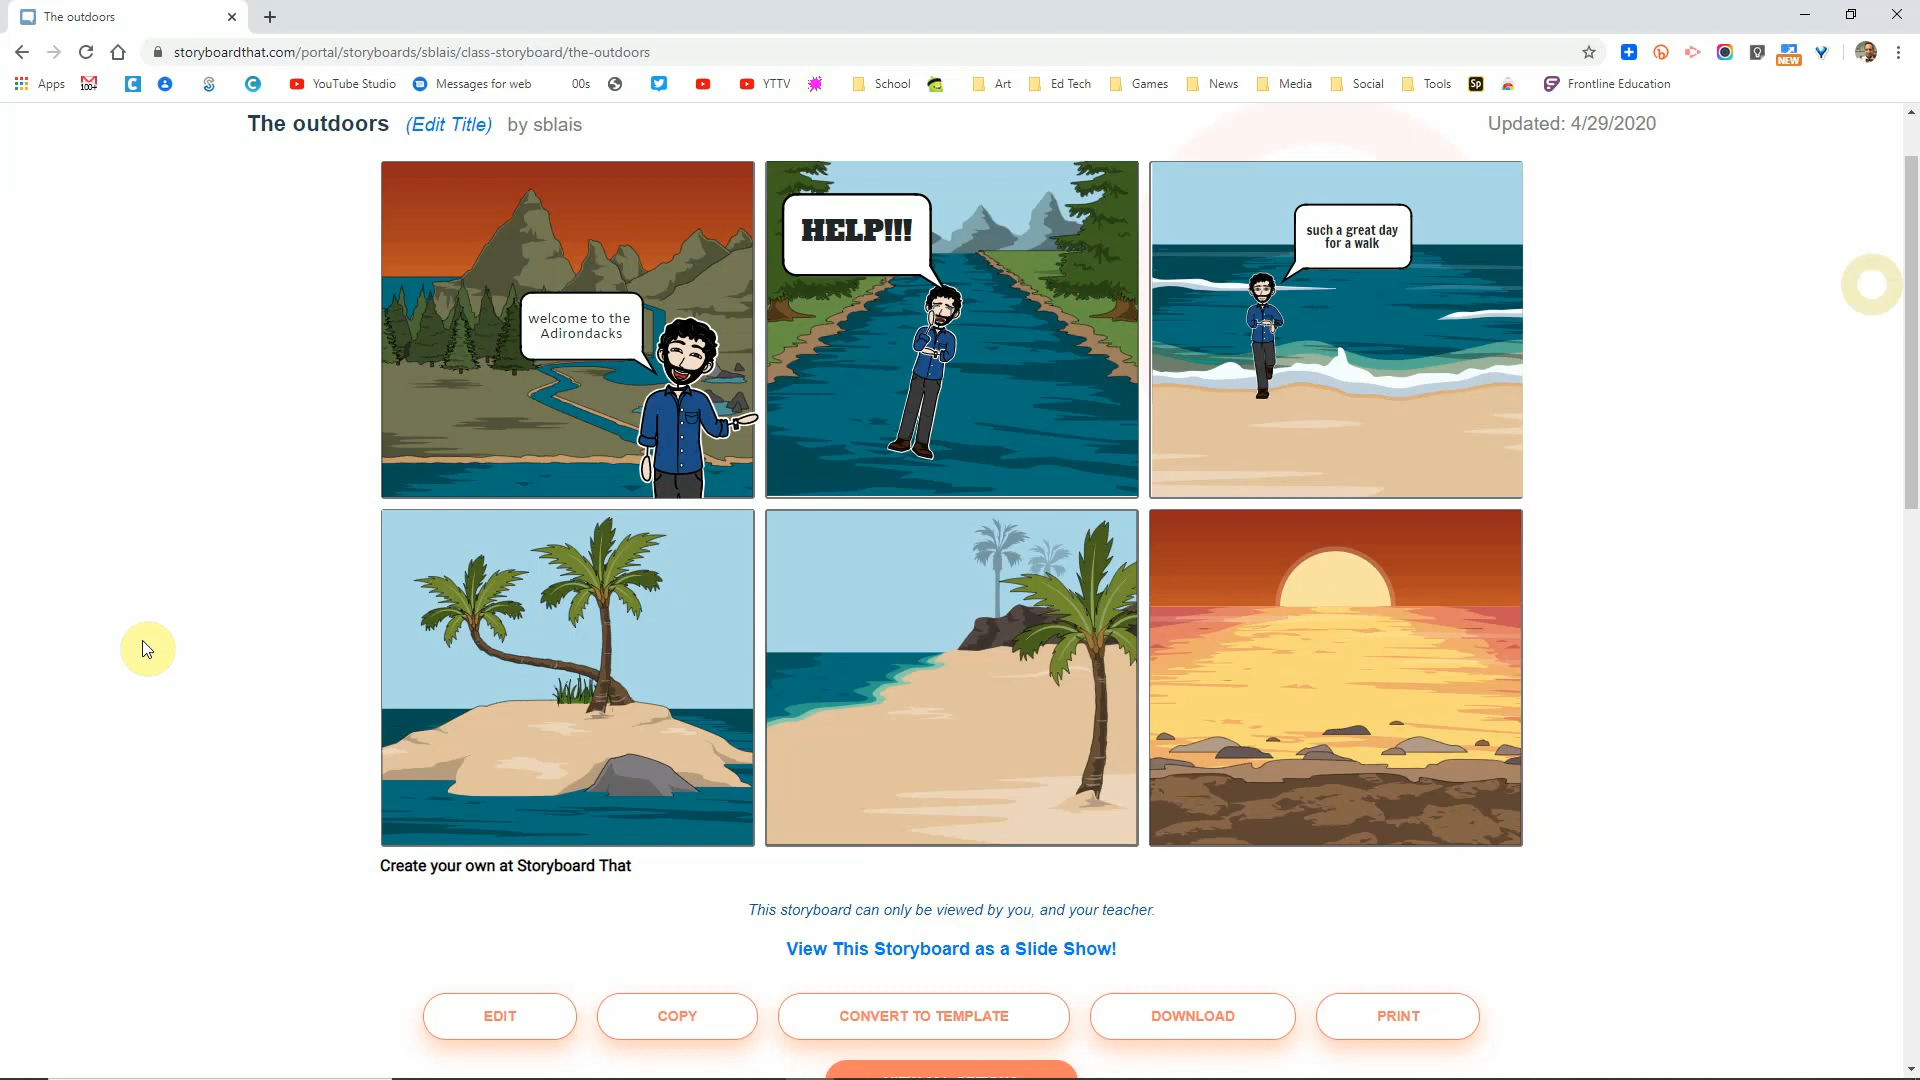 The outdoors
storyboardthat.com/portal/storyboards/sblais/class-storyboard/the-outdoors
NEW
Apps
100+
YouTube Studio
Messages for web
00s
YTTV
School
Art
Ed Tech
Games
News
Media
Social
Tools
Sp
Frontline Education
The outdoors (Edit Title) by sblais
Updated: 4/29/2020
welcome to the
Adirondacks
HELP!!!
such a great day
for a walk
Create your own at Storyboard That
This storyboard can only be viewed by you, and your teacher.
View This Storyboard as a Slide Show!
EDIT
COPY
CONVERT TO TEMPLATE
DOWNLOAD
PRINT